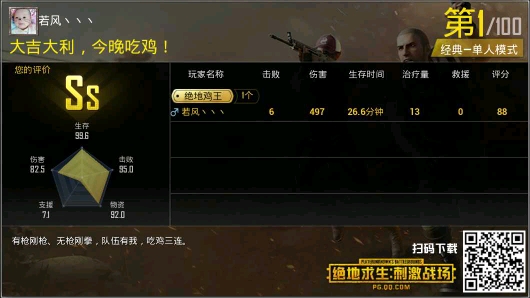 若风丶丶丶
大吉大利，今晚吃鸡！
第1/100
经典—单人模式
您的评价
Ss
玩家名称 击败 伤害 生存时间 治疗量 救援 评分
绝地鸡王 1个
若风丶丶丶 6 497 26.6分钟 13 0 88
生存
99.6
伤害
82.5
击败
95.0
支援
7.1
物资
92.0
有枪刚枪、无枪刚拳，队伍有我，吃鸡三连。
扫码下载
PLAYERUNKNOWN'S BATTLEGROUNDS
绝地求生:刺激战场
PG.QQ.COM